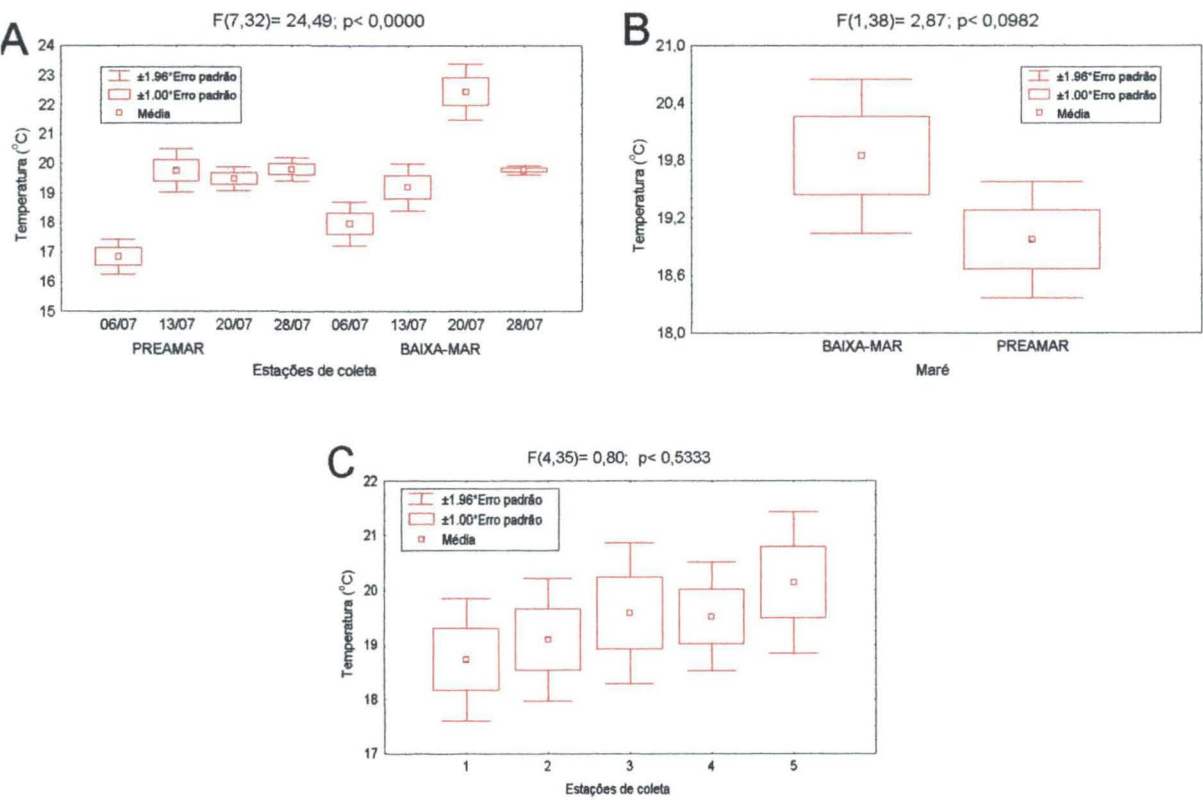 A
F(7,32)= 24,49; p< 0,0000
24
23
22
21
20
19
18
17
16
15
Temperatura (°C)
±1.96*Erro padrão
±1.00*Erro padrão
Média
06/07 13/07 20/07 28/07 06/07 13/07 20/07 28/07
PREAMAR BAIXA-MAR
Estações de coleta
B
F(1,38)= 2,87; p< 0,0982
21,0
20,4
19,8
19,2
18,6
18,0
Temperatura (°C)
±1.96*Erro padrão
±1.00*Erro padrão
Média
BAIXA-MAR PREAMAR
Maré
C
F(4,35)= 0,80; p< 0,5333
22
21
20
19
18
17
Temperatura (°C)
±1.96*Erro padrão
±1.00*Erro padrão
Média
1 2 3 4 5
Estações de coleta